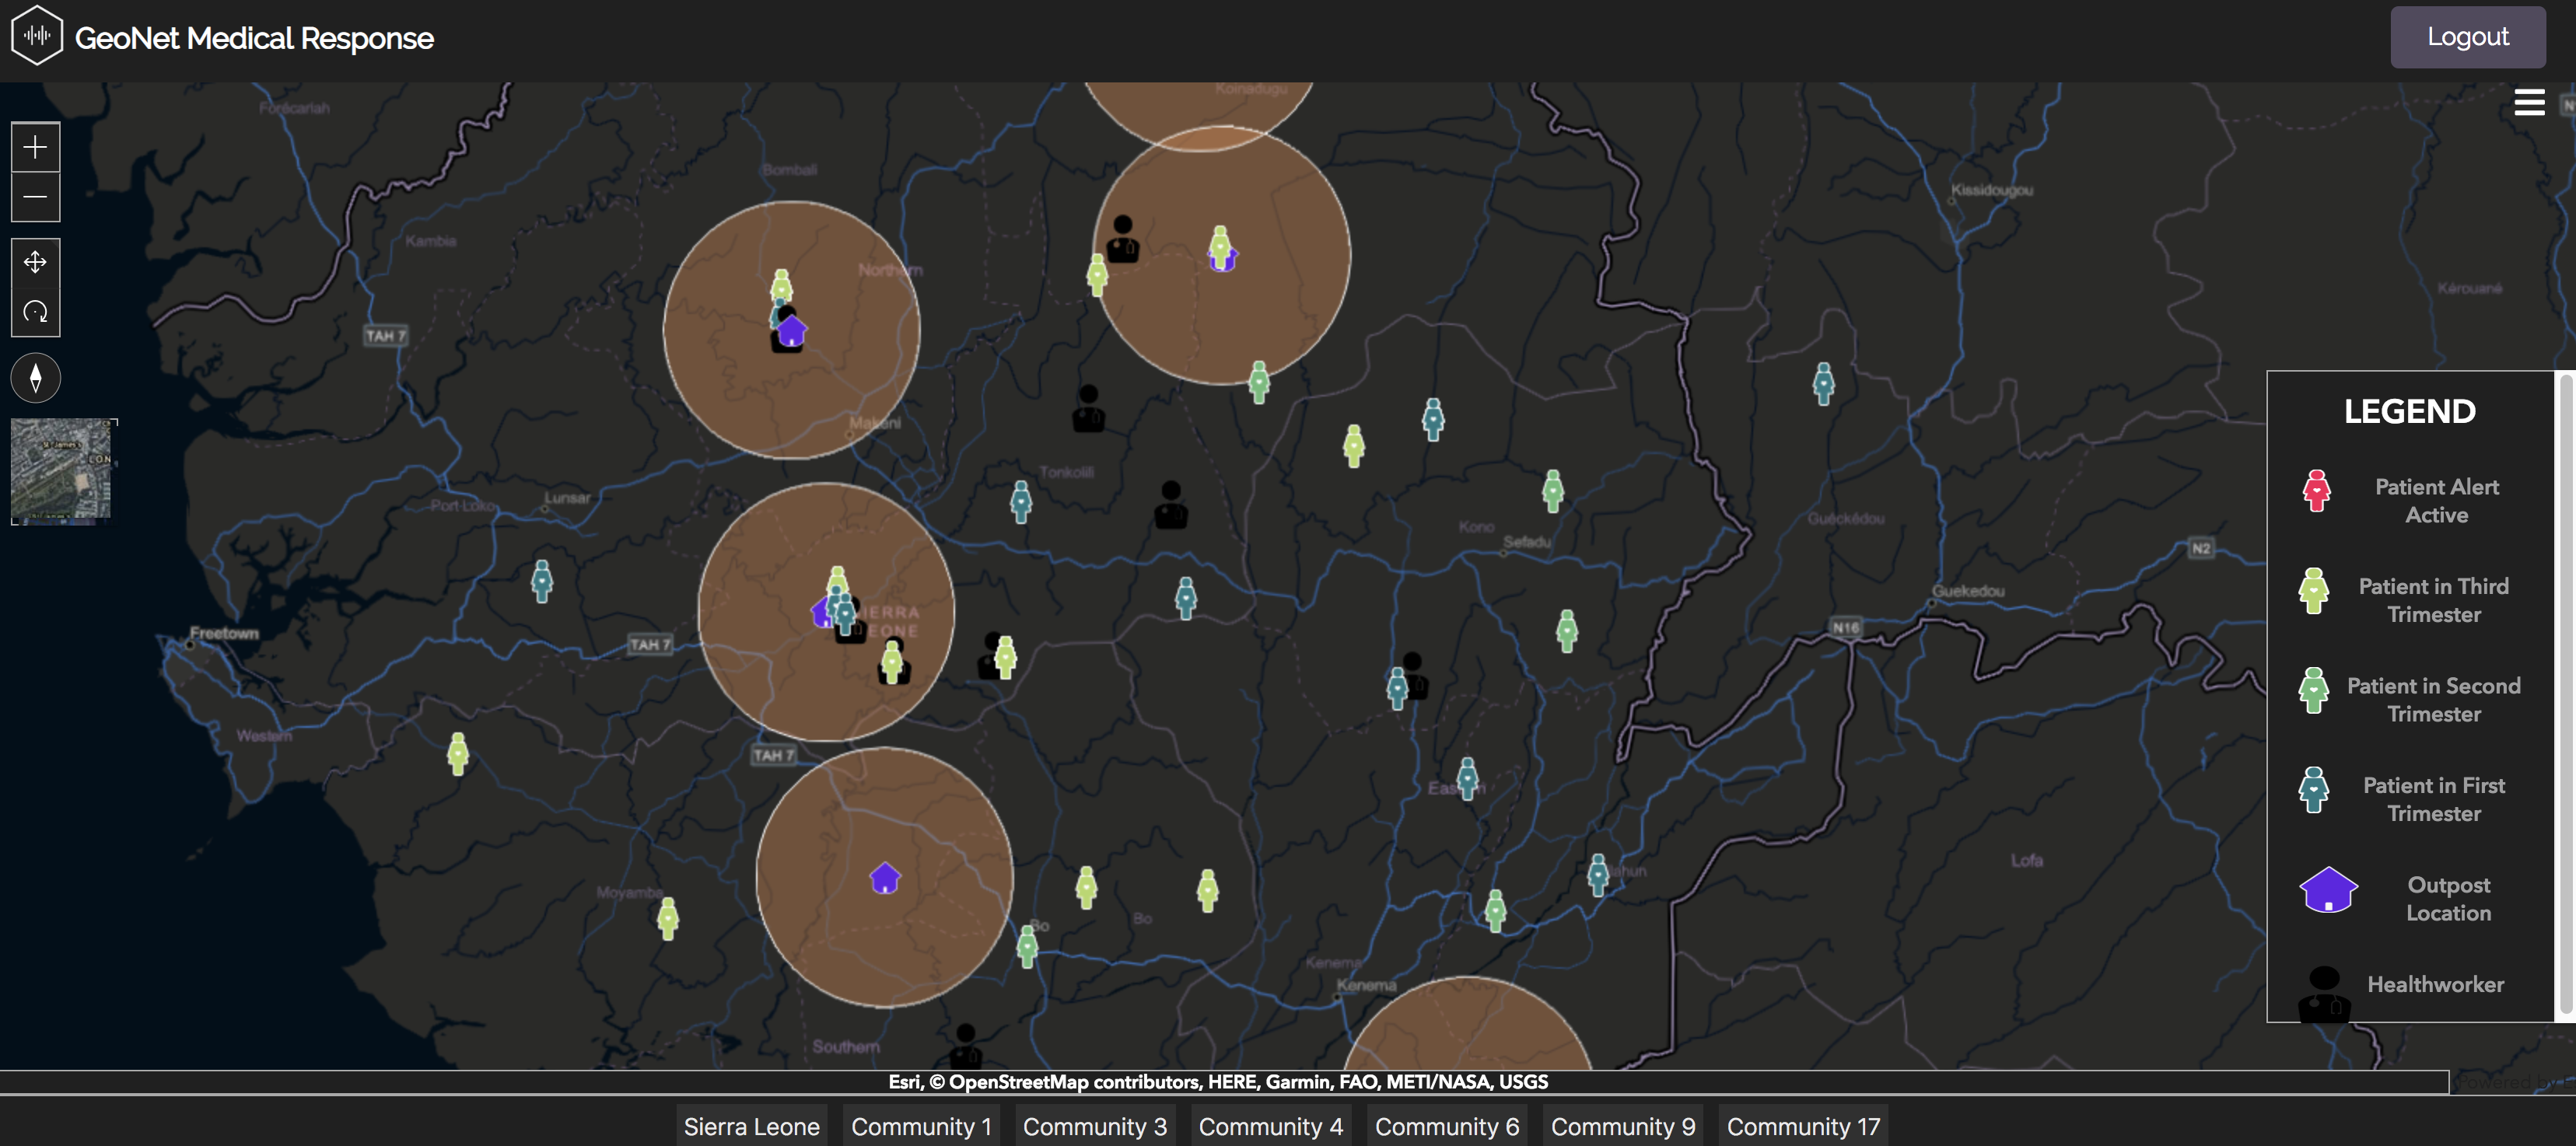 GeoNet Medical Response
Logout
Forécariah
Koinadugu
Bombali
Kissidougou
Kambia
Northern
Kérouané
TAH 7
LEGEND
Makeni
Tonkolili
Patient Alert
Active
Port Loko
Lunsar
Kono
Sefadu
Guéckédou
N2
Patient in Third
Trimester
Guekedou
Freetown
TAH 7
N16
Patient in Second
Trimester
Western
TAH 7
Patient in First
Trimester
Lofa
Moyamba
Outpost
Location
Bo
Bo
Kenema
Kenema
Healthworker
Southern
Esri, © OpenStreetMap contributors, HERE, Garmin, FAO, METI/NASA, USGS
Powered by
Sierra Leone
Community 1
Community 3
Community 4
Community 6
Community 9
Community 17